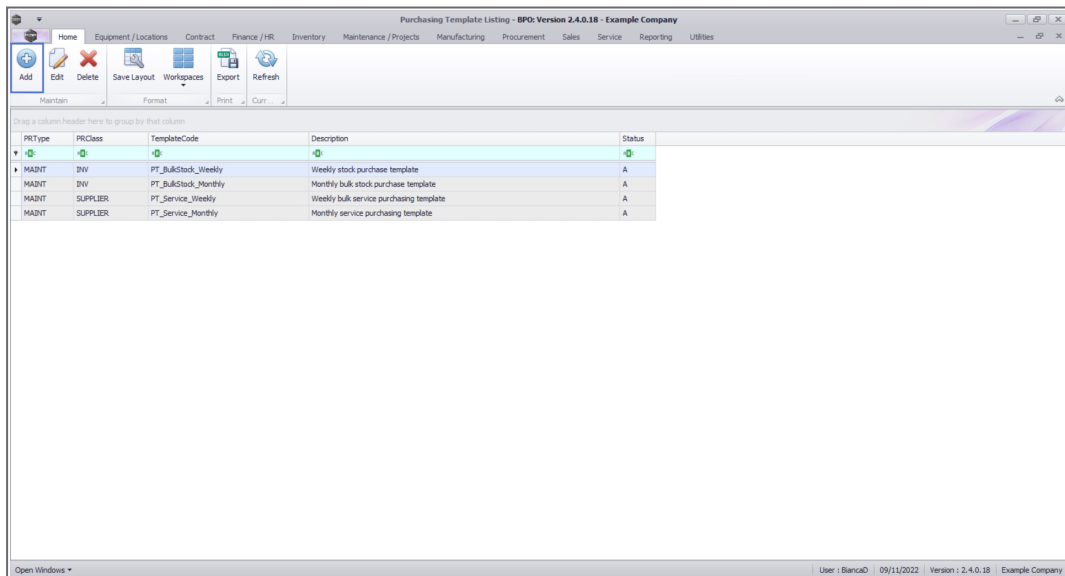 Purchasing Template Listing - BPO: Version 2.4.0.18 - Example Company
Home Equipment / Locations Contract Finance / HR Inventory Maintenance / Projects Manufacturing Procurement Sales Service Reporting Utilities
Add Edit Delete Save Layout Workspaces Export Refresh
Maintain Format Print Curr...
Drag a column header here to group by that column
PRType PRClass TemplateCode Description Status
MAINT INV PT_BulkStock_Weekly Weekly stock purchase template A
MAINT INV PT_BulkStock_Monthly Monthly bulk stock purchase template A
MAINT SUPPLIER PT_Service_Weekly Weekly bulk service purchasing template A
MAINT SUPPLIER PT_Service_Monthly Monthly service purchasing template A
Open Windows User : BiancaD 09/11/2022 Version : 2.4.0.18 Example Company